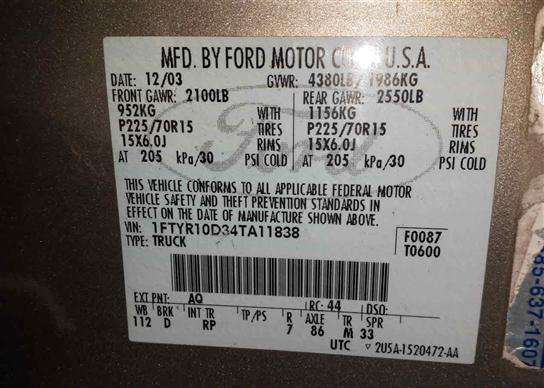 MFD. BY FORD MOTOR CO. U.S.A.
DATE: 12/03 GVWR: 4380LB/ 1986KG
FRONT GAWR: 2100LB REAR GAWR: 2550LB
952KG WITH 1156KG WITH
P225/70R15 TIRES P225/70R15 TIRES
15X6.0J RIMS 15X6.0J RIMS
AT 205 kPa/30 PSI COLD AT 205 kPa/30 PSI COLD
Ford
THIS VEHICLE CONFORMS TO ALL APPLICABLE FEDERAL MOTOR
VEHICLE SAFETY AND THEFT PREVENTION STANDARDS IN
EFFECT ON THE DATE OF MANUFACTURE SHOWN ABOVE.
VIN: 1FTYR10D34TA11838 F0087
TYPE: TRUCK T0600
EXT PNT: AQ RC: 44 DSO:
WB BRK INT TR TP/PS R AXLE TR SPR
112 D RP 7 86 M 33
UTC ▽ 2U5A-1520472-AA
85-637-1607